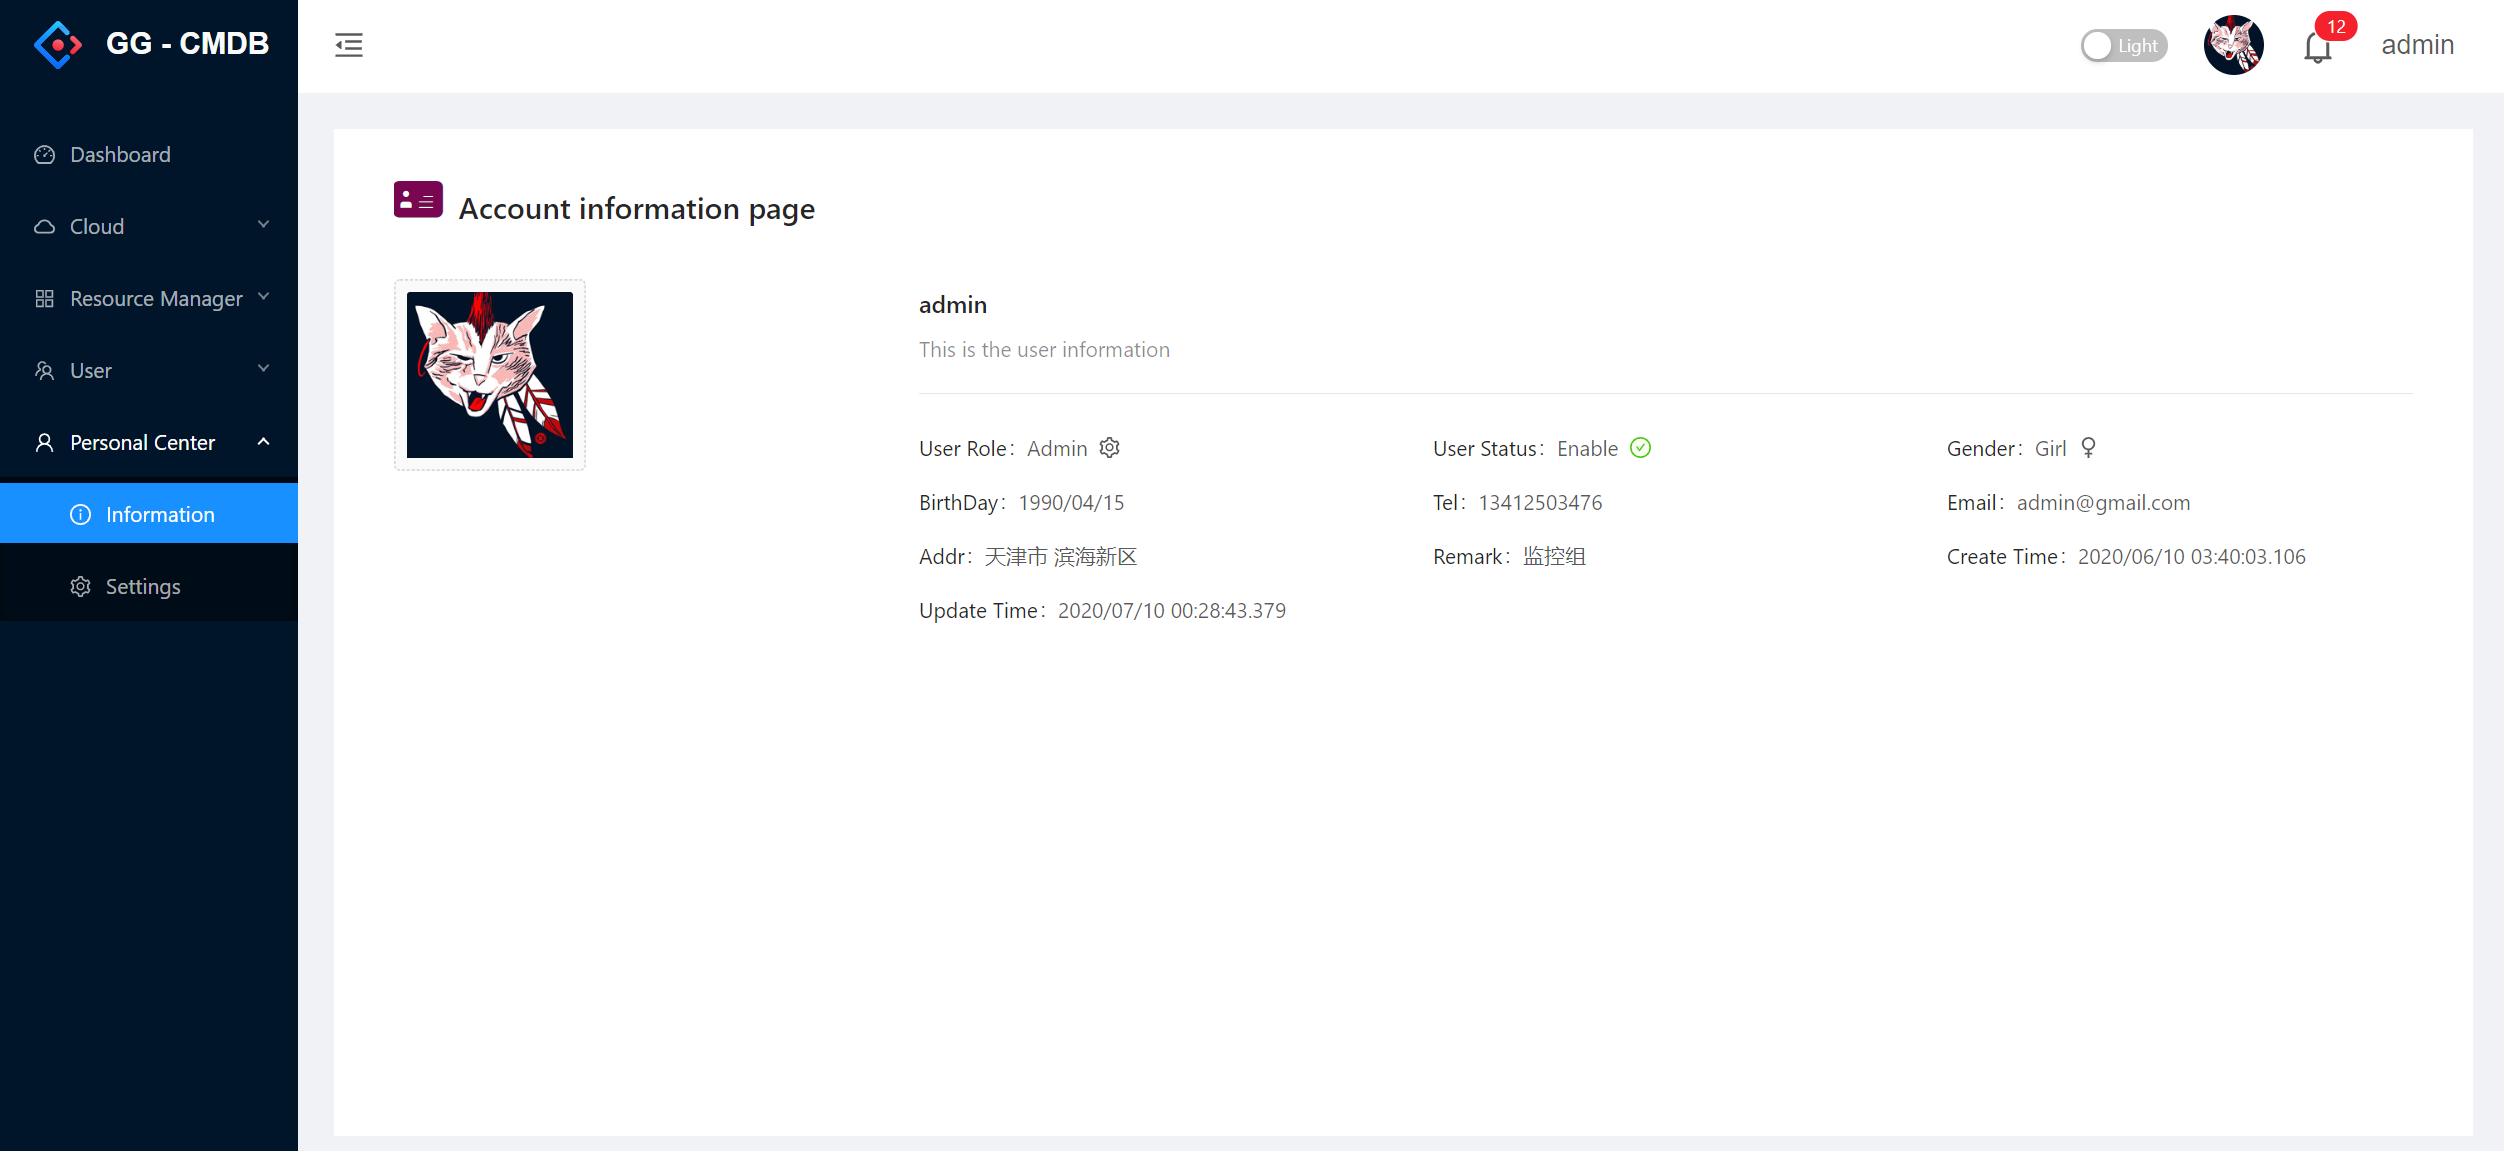 GG - CMDB
Light
12
admin
Dashboard
Cloud
Resource Manager
User
Personal Center
Information
Settings
Account information page
admin
This is the user information
User Role： Admin
User Status： Enable
Gender： Girl
BirthDay： 1990/04/15
Tel： 13412503476
Email： admin@gmail.com
Addr： 天津市 滨海新区
Remark： 监控组
Create Time： 2020/06/10 03:40:03.106
Update Time： 2020/07/10 00:28:43.379